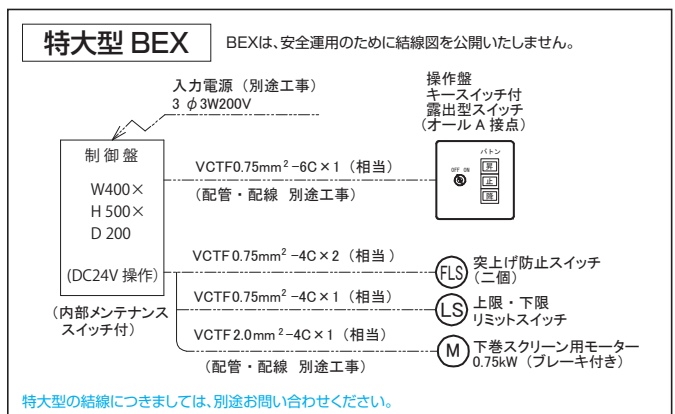 特大型 BEX
BEXは、安全運用のために結線図を公開いたしません。
入力電源（別途工事）
3 φ3W200V
操作盤
キースイッチ付
露出型スイッチ
（オール A 接点）
制御盤
W400×
H 500×
D 200
(DC24V 操作)
（内部メンテナンス
スイッチ付）
VCTF0.75mm²-6C×1（相当）
（配管・配線 別途工事）
バトン
OFF ON
昇
止
降
VCTF0.75mm²-4C×2（相当）
FLS
突上げ防止スイッチ
（二個）
VCTF0.75mm²-4C×1（相当）
LS
上限・下限
リミットスイッチ
VCTF2.0mm²-4C×1（相当）
M
下巻スクリーン用モーター
0.75kW（ブレーキ付き）
（配管・配線 別途工事）
特大型の結線につきましては、別途お問い合わせください。